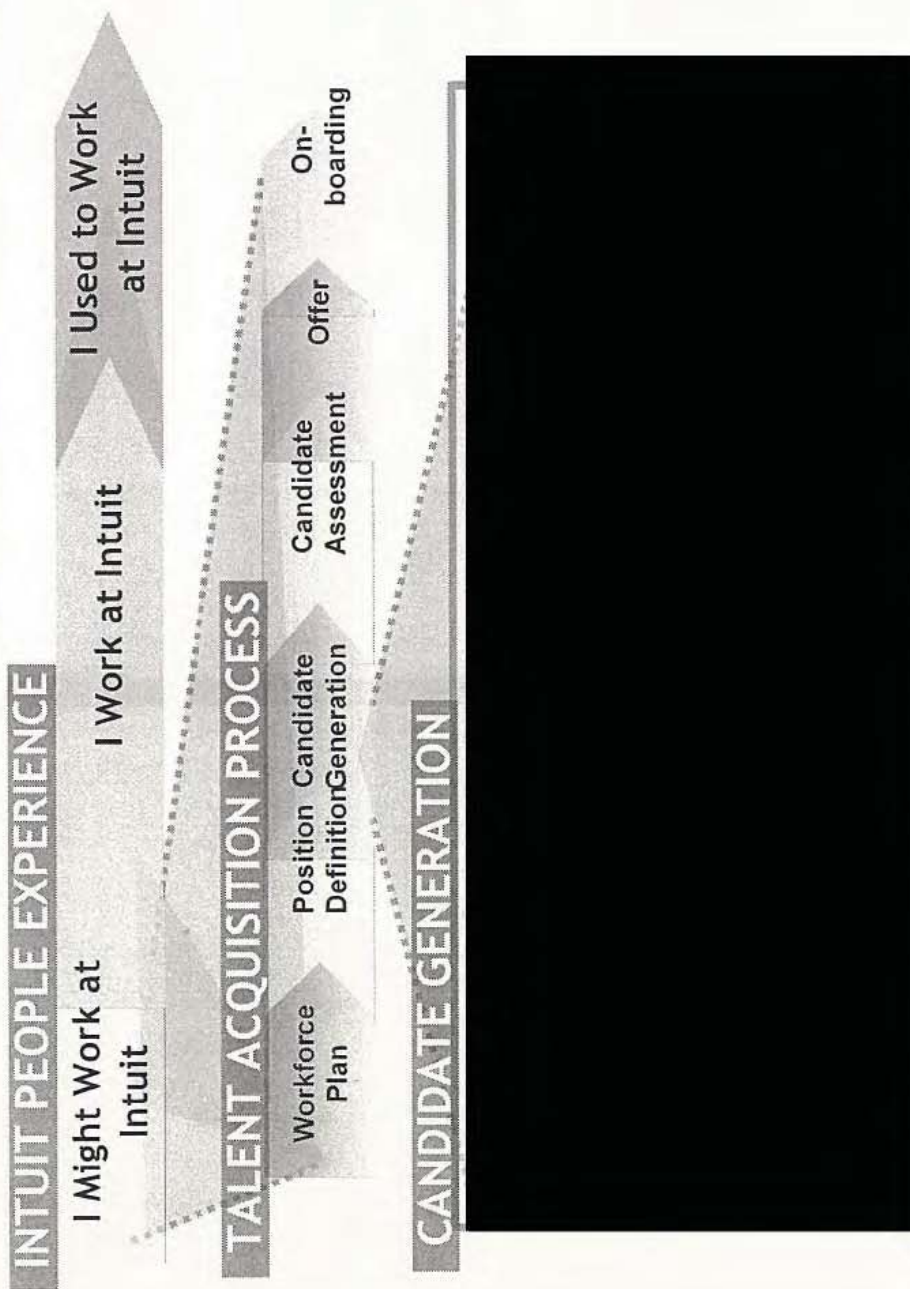 INTUIT PEOPLE EXPERIENCE
I Might Work at
Intuit
I Work at Intuit
I Used to Work
at Intuit
TALENT ACQUISITION PROCESS
Workforce
Plan
Position
Definition
Candidate
Generation
Candidate
Assessment
Offer
On-
boarding
CANDIDATE GENERATION